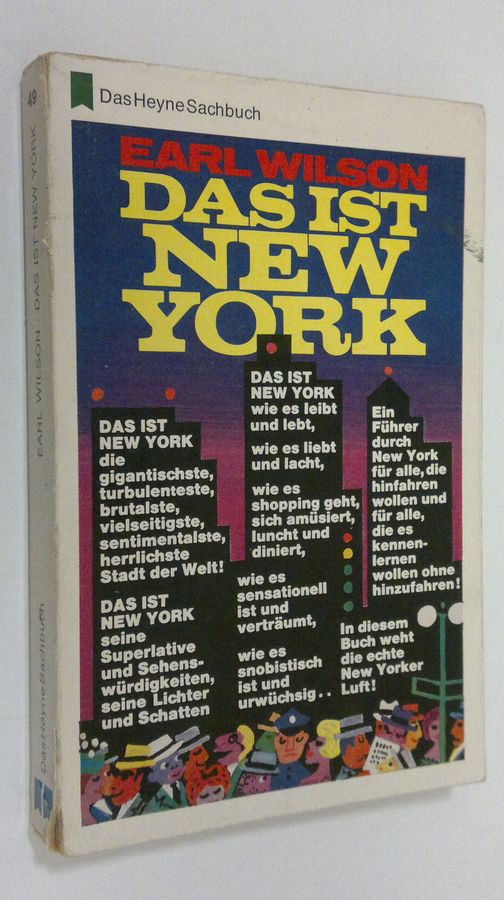 Das Heyne Sachbuch
EARL WILSON
DAS IST
NEW
YORK
DAS IST
NEW YORK
die
gigantischste,
turbulenteste,
brutalste,
vielseitigste,
sentimentalste,
herrlichste
Stadt der Welt!
DAS IST
NEW YORK
seine
Superlative
und Sehens-
würdigkeiten,
seine Lichter
und Schatten
DAS IST
NEW YORK
wie es leibt
und lebt,
wie es liebt
und lacht,
wie es
shopping geht,
sich amüsiert,
luncht und
diniert,
wie es
sensationell
ist und
verträumt,
wie es
snobistisch
ist und
urwüchsig..
Ein
Führer
durch
New York
für alle, die
hinfahren
wollen und
für alle,
die es
kennen-
lernen
wollen ohne
hinzufahren!
In diesem
Buch weht
die echte
New Yorker
Luft!
EARL WILSON · DAS IST NEW YORK
Das Heyne Sachbuch